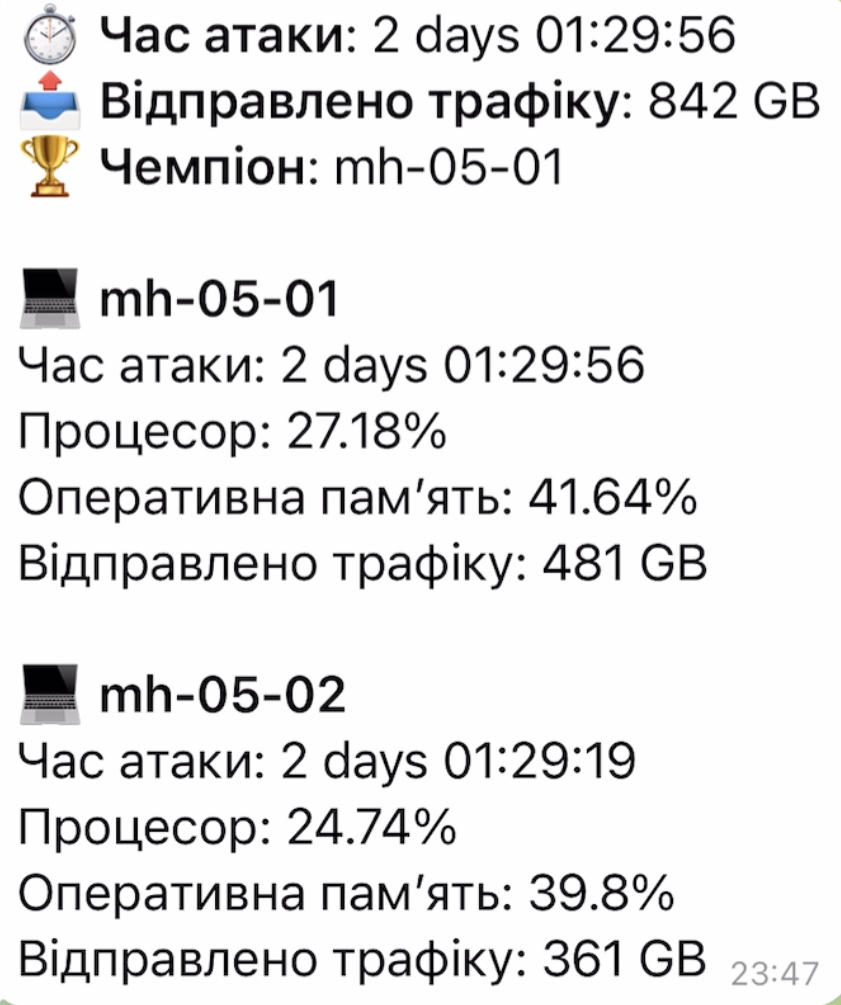 ⏱ Час атаки: 2 days 01:29:56
📤 Відправлено трафіку: 842 GB
🏆 Чемпіон: mh-05-01
💻 mh-05-01
Час атаки: 2 days 01:29:56
Процесор: 27.18%
Оперативна пам’ять: 41.64%
Відправлено трафіку: 481 GB
💻 mh-05-02
Час атаки: 2 days 01:29:19
Процесор: 24.74%
Оперативна пам’ять: 39.8%
Відправлено трафіку: 361 GB
23:47